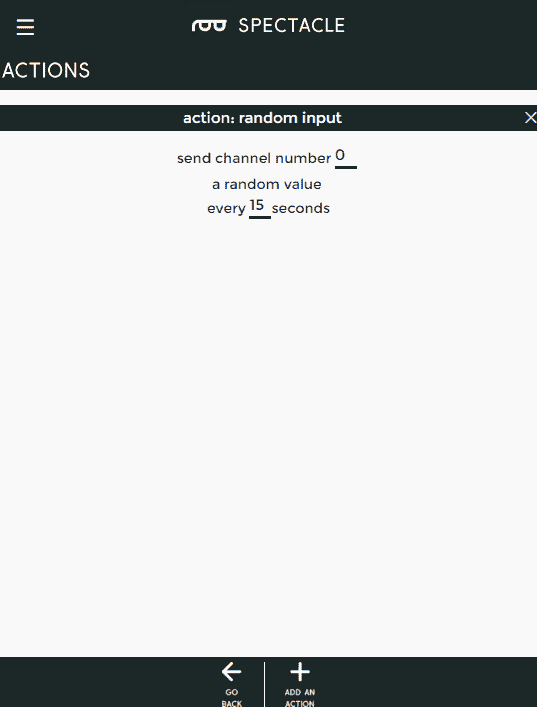 SPECTACLE
ACTIONS
action: random input
send channel number 0
a random value
every 15 seconds
GO
BACK
ADD AN
ACTION